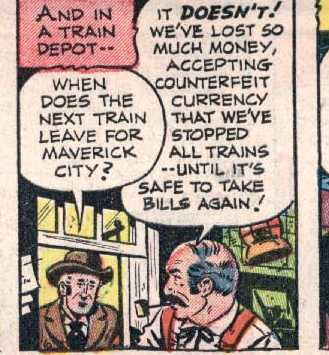 AND IN
A TRAIN
DEPOT--
WHEN
DOES THE
NEXT TRAIN
LEAVE FOR
MAVERICK
CITY?
IT DOESN'T!
WE'VE LOST SO
MUCH MONEY,
ACCEPTING
COUNTERFEIT
CURRENCY
THAT WE'VE
STOPPED
ALL TRAINS
--UNTIL IT'S
SAFE TO TAKE
BILLS AGAIN!